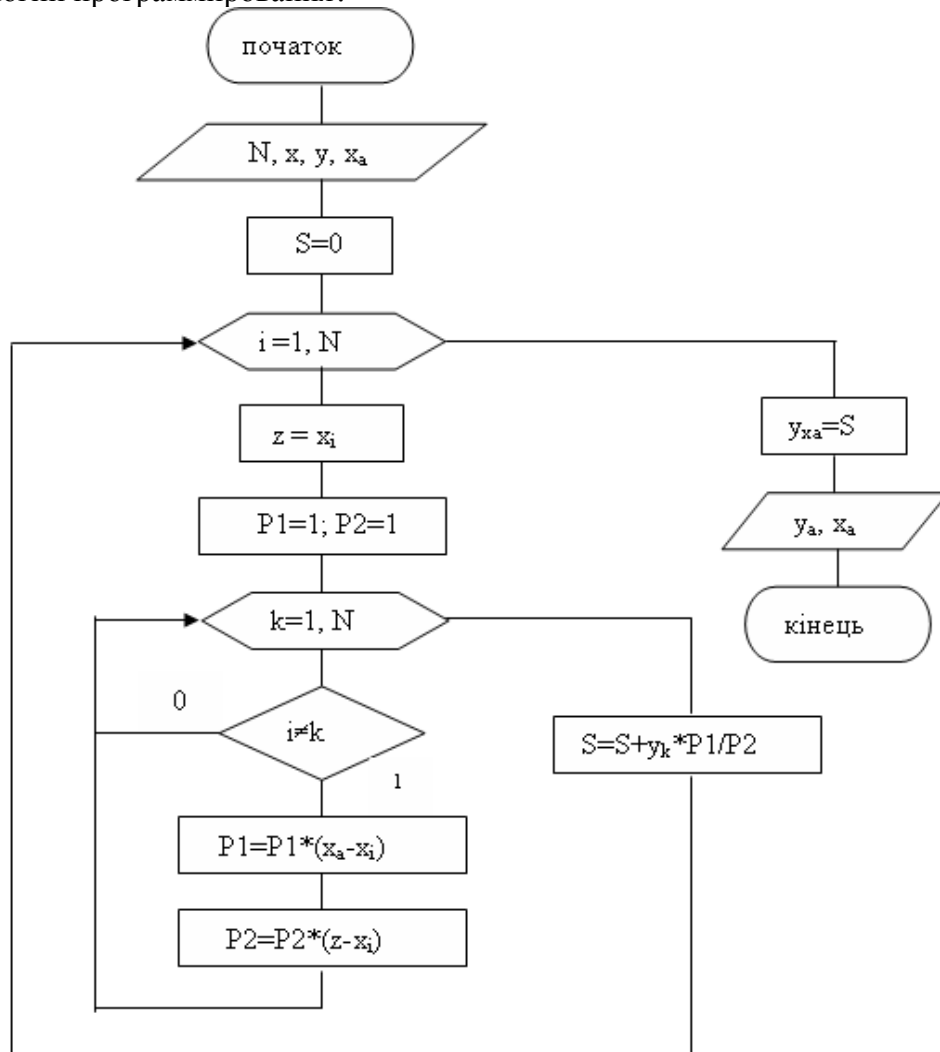 программирования.
початок
N, x, y, xₐ
S=0
i =1, N
z = xᵢ
P1=1; P2=1
k=1, N
0
i≠k
1
P1=P1*(xₐ-xᵢ)
P2=P2*(z-xᵢ)
S=S+yₖ*P1/P2
yₓₐ=S
yₐ, xₐ
кінець